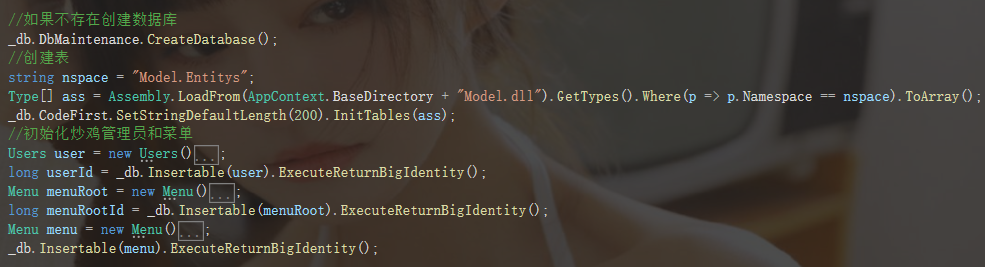 //如果不存在创建数据库
_db.DbMaintenance.CreateDatabase();
//创建表
string nspace = "Model.Entitys";
Type[] ass = Assembly.LoadFrom(AppContext.BaseDirectory + "Model.dll").GetTypes().Where(p => p.Namespace == nspace).ToArray();
_db.CodeFirst.SetStringDefaultLength(200).InitTables(ass);
//初始化炒鸡管理员和菜单
Users user = new Users()...;
long userId = _db.Insertable(user).ExecuteReturnBigIdentity();
Menu menuRoot = new Menu()...;
long menuRootId = _db.Insertable(menuRoot).ExecuteReturnBigIdentity();
Menu menu = new Menu()...;
_db.Insertable(menu).ExecuteReturnBigIdentity();